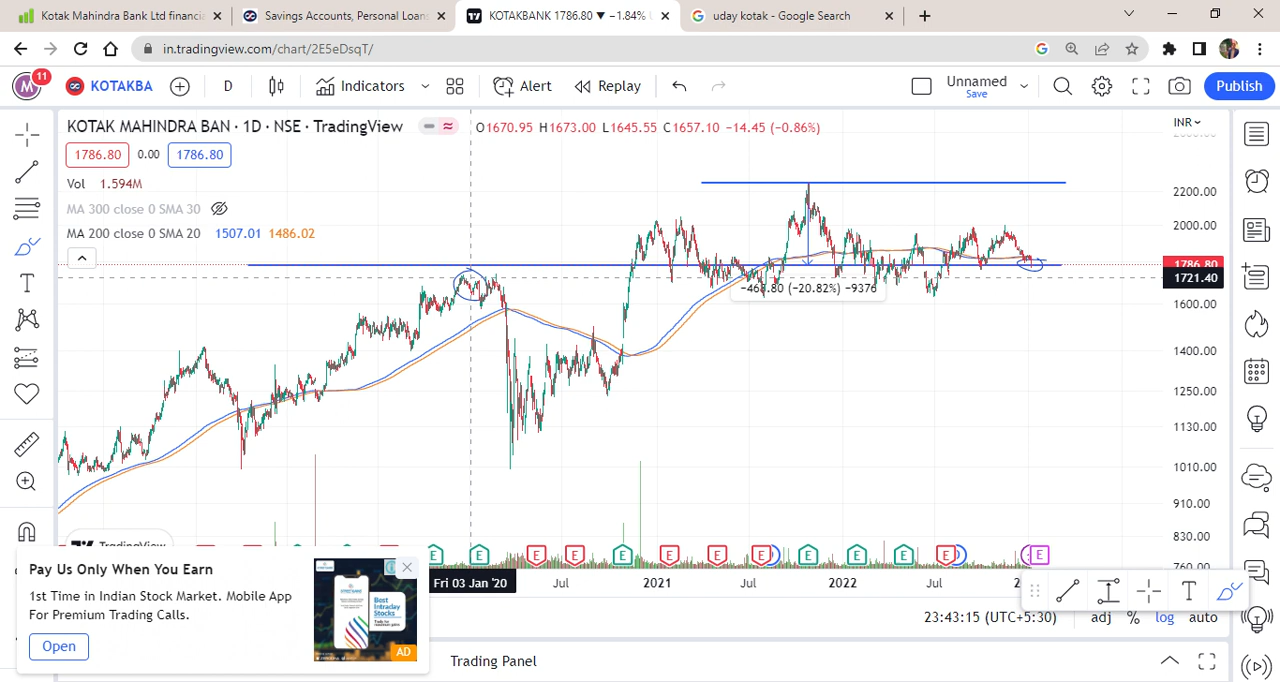 Kotak Mahindra Bank Ltd financia
Savings Accounts, Personal Loan
KOTAKBANK 1786.80 ▼ −1.84%
uday kotak - Google Search
in.tradingview.com/chart/2E5eDsqT/
M
11
KOTAKBA
D
Indicators
Alert
Replay
Unnamed
Save
Publish
KOTAK MAHINDRA BAN · 1D · NSE · TradingView
O1670.95 H1673.00 L1645.55 C1657.10 −14.45 (−0.86%)
INR
1786.80
0.00
1786.80
Vol 1.594M
MA 300 close 0 SMA 30
MA 200 close 0 SMA 20 1507.01 1486.02
2200.00
2000.00
1786.80
1721.40
1600.00
1400.00
1250.00
1130.00
1010.00
910.00
830.00
760.00
(−20.82%) −9376
TradingView
E E E E E E E E E E E E E
Fri 03 Jan '20
Jul
2021
Jul
2022
Jul
T
T
Pay Us Only When You Earn
1st Time in Indian Stock Market. Mobile App
For Premium Trading Calls.
Open
Best
Intraday
Stocks
AD
23:43:15 (UTC+5:30)
adj
%
log
auto
Trading Panel